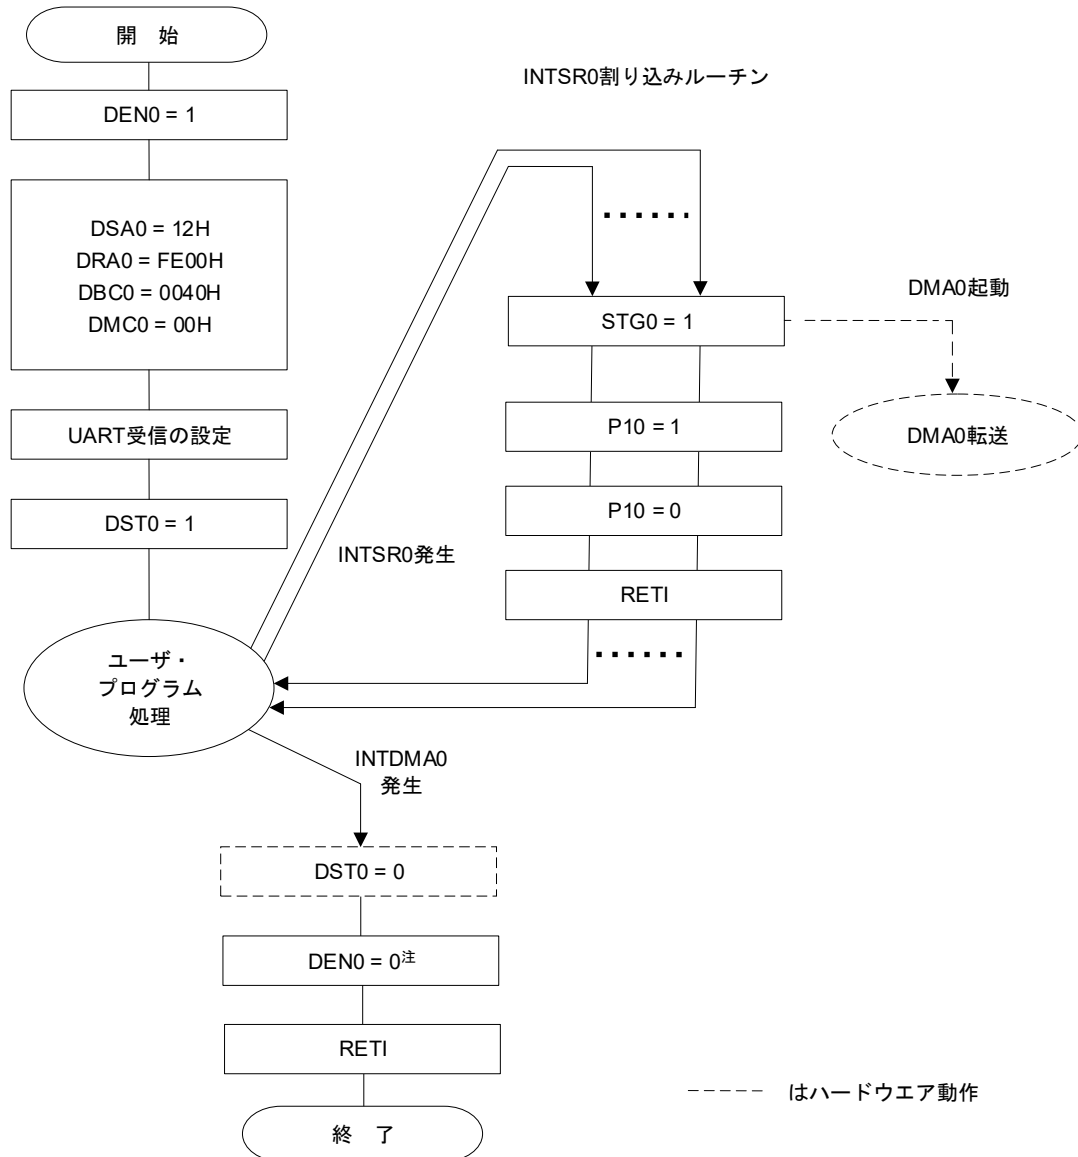 開 始
DEN0 = 1
DSA0 = 12H
DRA0 = FE00H
DBC0 = 0040H
DMC0 = 00H
UART受信の設定
DST0 = 1
ユーザ・
プログラム
処理
INTSR0発生
INTSR0割り込みルーチン
STG0 = 1
P10 = 1
P10 = 0
RETI
DMA0起動
DMA0転送
INTDMA0
発生
DST0 = 0
DEN0 = 0注
RETI
終 了
はハードウエア動作